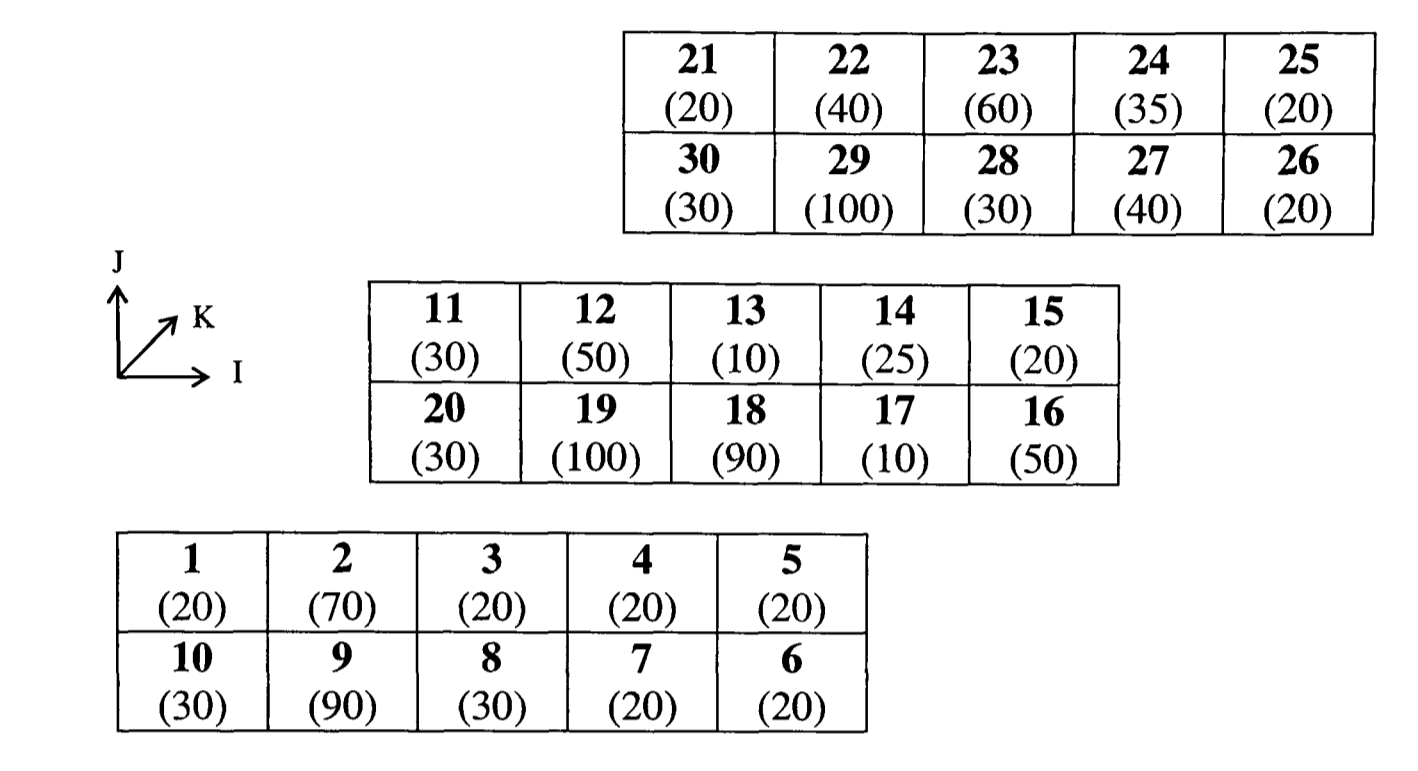 21 22 23 24 25
(20) (40) (60) (35) (20)
30 29 28 27 26
(30) (100) (30) (40) (20)
J
K
I
11 12 13 14 15
(30) (50) (10) (25) (20)
20 19 18 17 16
(30) (100) (90) (10) (50)
1 2 3 4 5
(20) (70) (20) (20) (20)
10 9 8 7 6
(30) (90) (30) (20) (20)